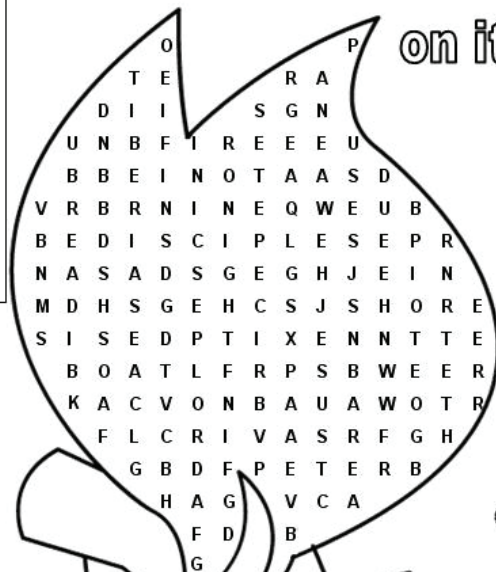 on it
O P
T E R A
D I I S G N
U N B F I R E E E U
B B E I N O T A A S D
V R B R N I N E Q W E U B
B E D I S C I P L E S E P R
N A S A D S G E G H J E I N
M D H S G E H C S J S H O R E
S I S E D P T I X E N N T T E
B O A T L F R P S B W E E R
K A C V O N B A U A W O T R
F L C R I V A S R F G H
G B D F P E T E R B
H A G V C A
F D B
G